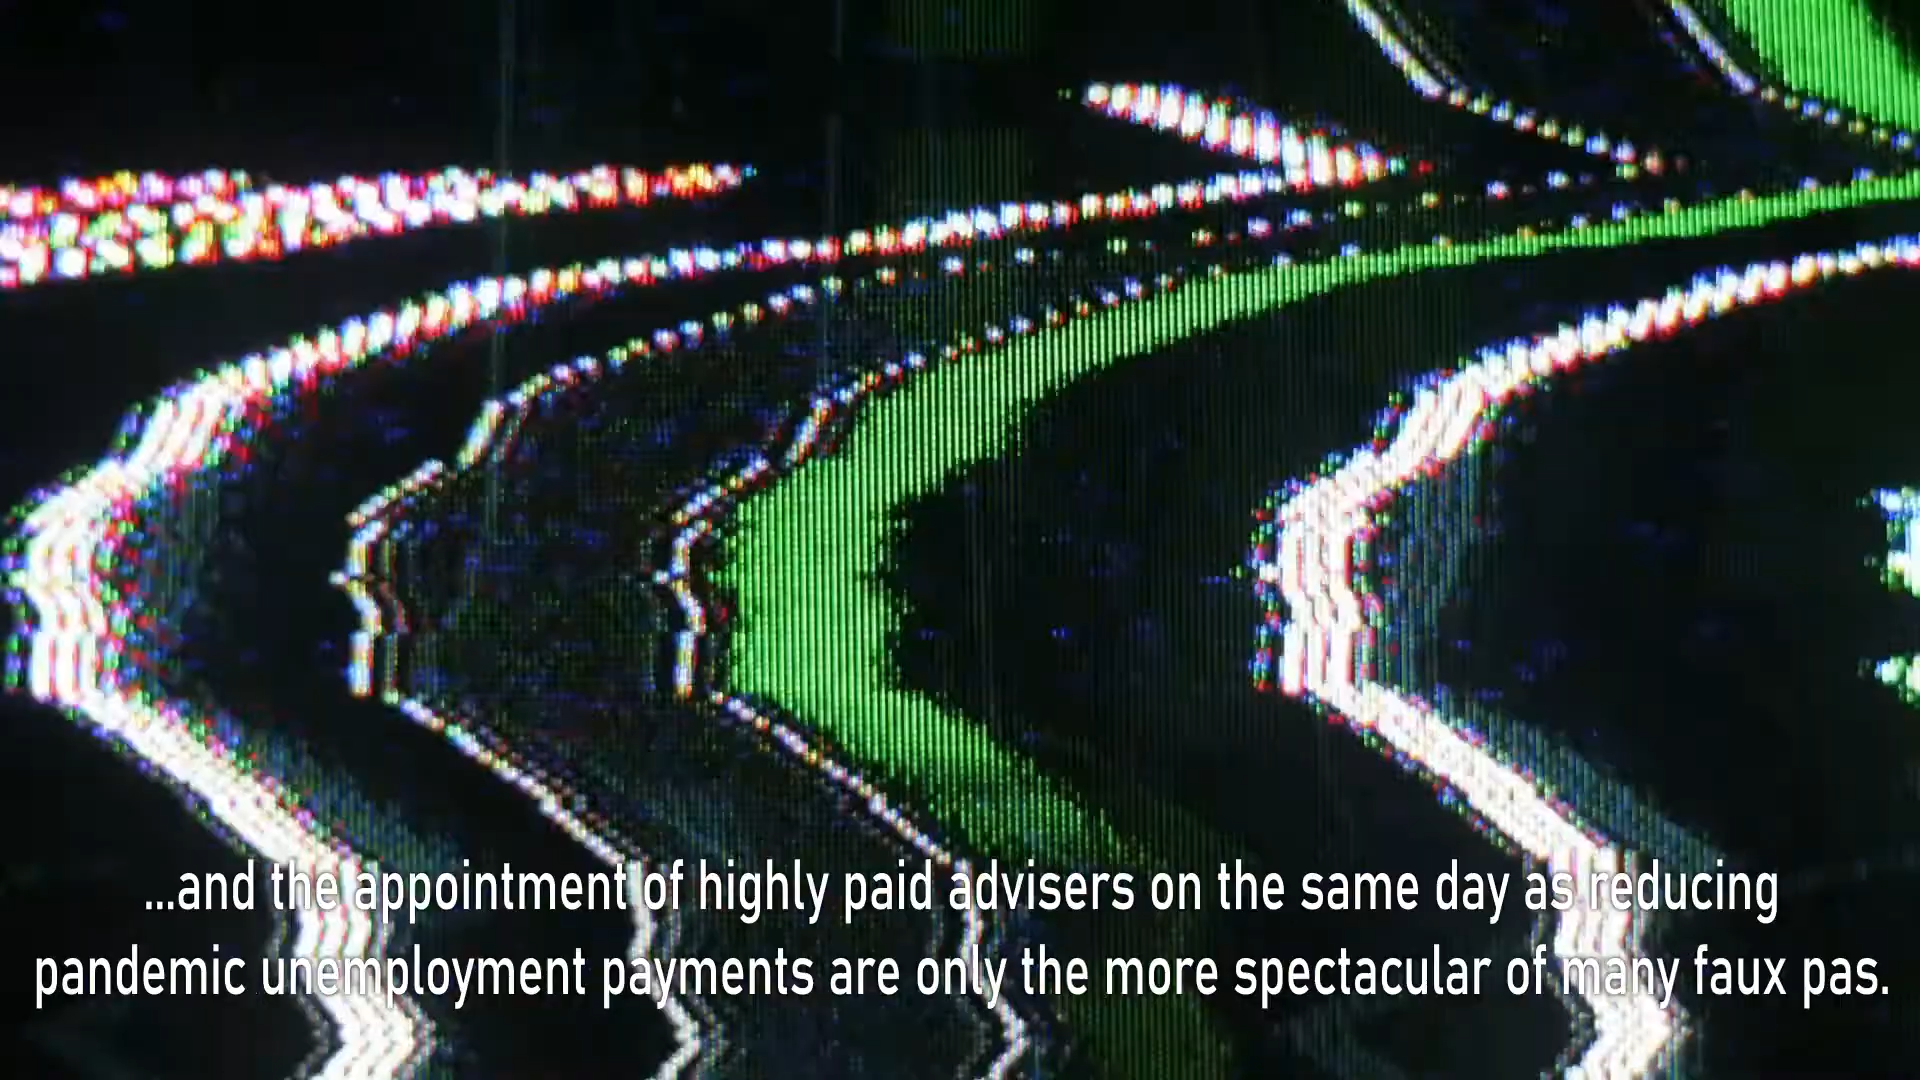 ...and the appointment of highly paid advisers on the same day as reducing
pandemic unemployment payments are only the more spectacular of many faux pas.